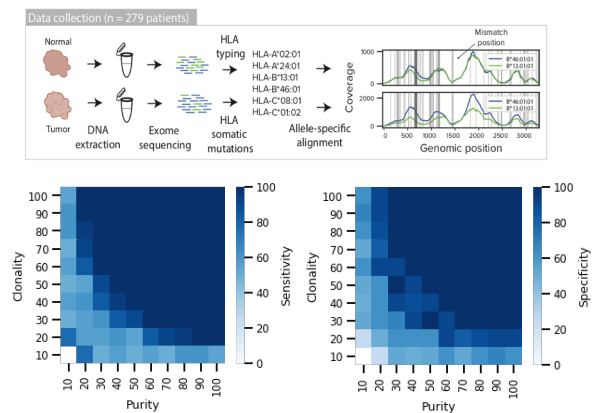 Data collection (n = 279 patients)
Normal
Tumor
DNA
extraction
Exome
sequencing
HLA
typing
HLA
somatic
mutations
HLA-A*02:01
HLA-A*24:01
HLA-B*13:01
HLA-B*46:01
HLA-C*08:01
HLA-C*01:02
Allele-specific
alignment
Mismatch
position
Coverage
1000
0
B*46:01:01
B*13:01:01
2000
1000
0
B*46:01:01
B*13:01:01
0 500 1000 1500 2000 2500 3000
Genomic position
Clonality
100
90
80
70
60
50
40
30
20
10
10 20 30 40 50 60 70 80 90 100
Purity
100
80
60
40
20
0
Sensitivity
Clonality
100
90
80
70
60
50
40
30
20
10
10 20 30 40 50 60 70 80 90 100
Purity
100
80
60
40
20
0
Specificity